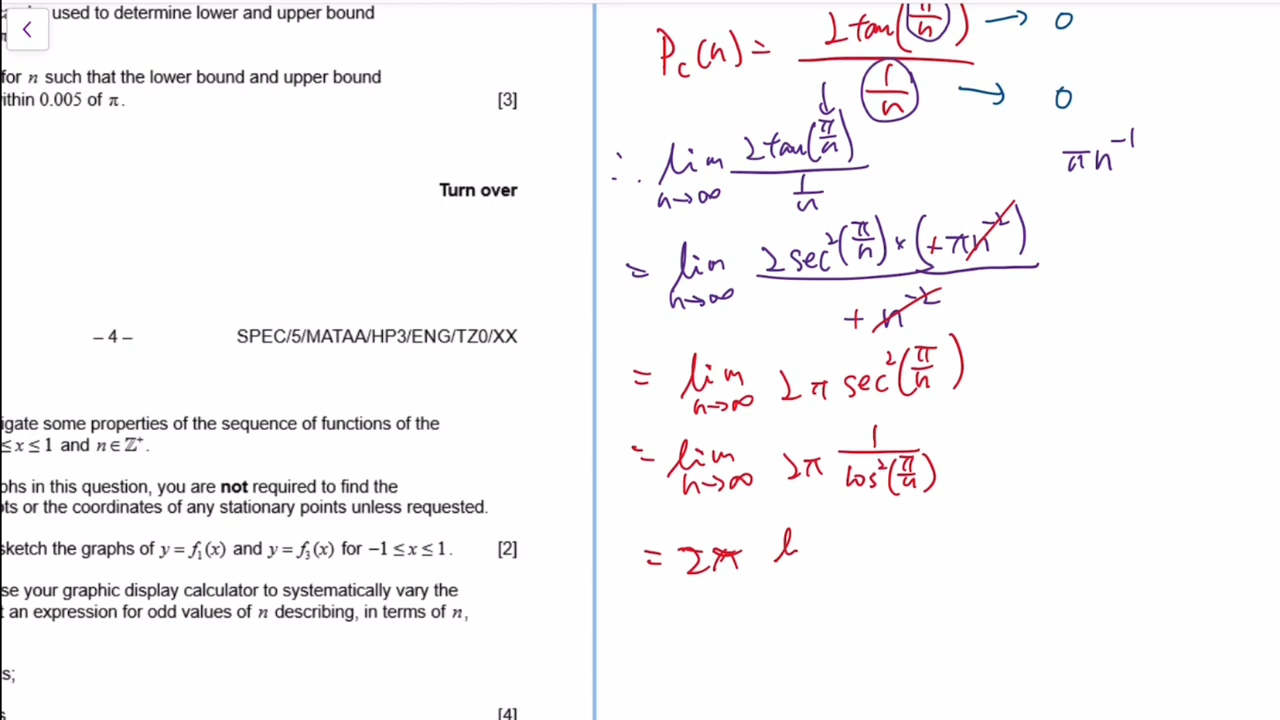 used to determine lower and upper bound
for n such that the lower bound and upper bound
ithin 0.005 of π. [3]
Turn over
– 4 – SPEC/5/MATAA/HP3/ENG/TZ0/XX
igate some properties of the sequence of functions of the
≤ x ≤ 1 and n ∈ ℤ⁺.
phs in this question, you are not required to find the
ots or the coordinates of any stationary points unless requested.
sketch the graphs of y = f₁(x) and y = f₃(x) for −1 ≤ x ≤ 1. [2]
se your graphic display calculator to systematically vary the
t an expression for odd values of n describing, in terms of n,
s;
[4]
P_c(n) = 2tan(π/n) / (1/n) → 0 → 0
∴ lim n→∞ 2tan(π/n) / (1/n) πn⁻¹
= lim n→∞ 2sec²(π/n) × (+πn⁻²) / +n⁻²
= lim n→∞ 2π sec²(π/n)
= lim n→∞ 2π 1/cos²(π/n)
= 2π l